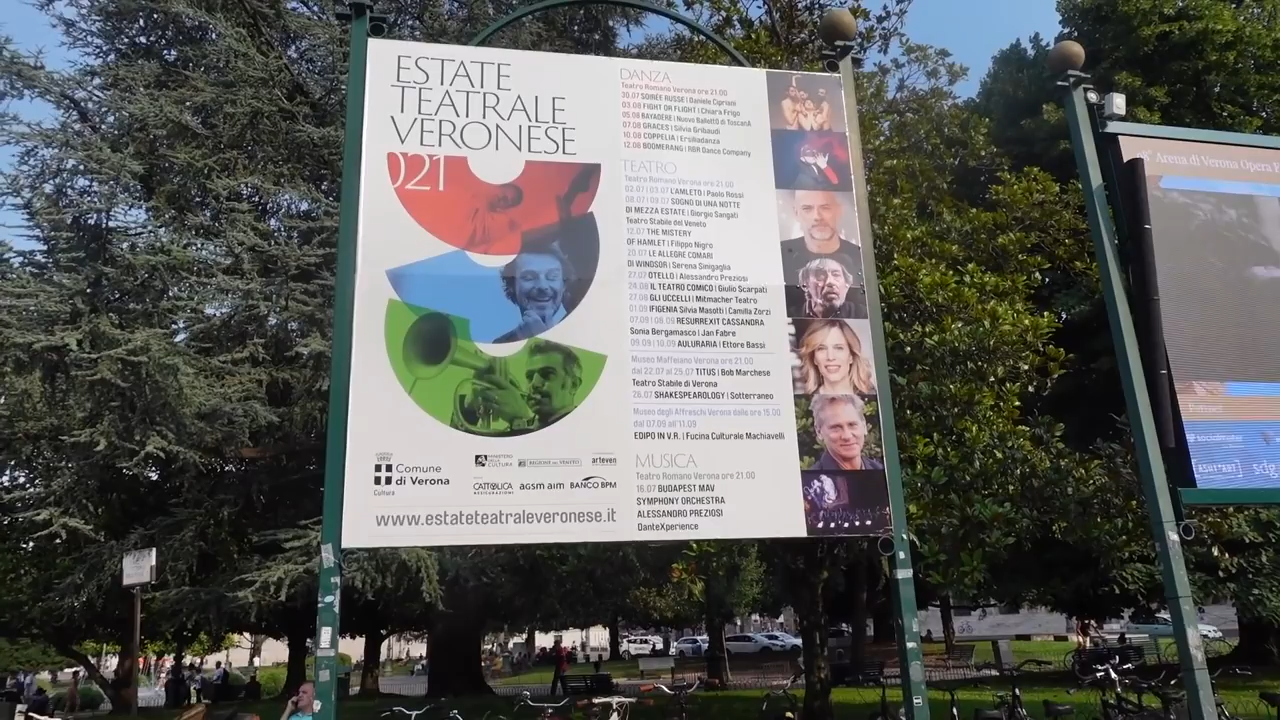 ESTATE
TEATRALE
VERONESE
021
DANZA
Teatro Romano Verona ore 21.00
30.07 SOIRÉE RUSSE | Daniele Cipriani
03.08 FIGHT OR FLIGHT | Chiara Frigo
05.08 BAYADÈRE | Nuovo BallettO di ToscanA
07.08 GRACES | Silvia Gribaudi
10.08 COPPELIA | Ersiliadanza
12.08 BOOMERANG | RBR Dance Company
TEATRO
Teatro Romano Verona ore 21.00
02.07 | 03.07 L'AMLETO | Paolo Rossi
08.07 | 09.07 SOGNO DI UNA NOTTE
DI MEZZA ESTATE | Giorgio Sangati
Teatro Stabile del Veneto
12.07 THE MISTERY
OF HAMLET | Filippo Nigro
20.07 LE ALLEGRE COMARI
DI WINDSOR | Serena Sinigaglia
27.07 OTELLO | Alessandro Preziosi
24.08 IL TEATRO COMICO | Giulio Scarpati
27.08 GLI UCCELLI | Mitmacher Teatro
01.09 IFIGENIA Silvia Masotti | Camilla Zorzi
07.09 | 08.09 RESURREXIT CASSANDRA
Sonia Bergamasco | Jan Fabre
09.09 | 10.09 AULURARIA | Ettore Bassi
Museo Maffeiano Verona ore 21.00
dal 22.07 al 29.07 TITUS | Bob Marchese
Teatro Stabile di Verona
26.07 SHAKESPEAROLOGY | Sotterraneo
Museo degli Affreschi Verona dalle ore 15.00
dal 07.09 all'11.09
EDIPO IN V.R. | Fucina Culturale Machiavelli
MUSICA
Teatro Romano Verona ore 21.00
16.07 BUDAPEST MAV
SYMPHONY ORCHESTRA
ALESSANDRO PREZIOSI
DanteXperience
Comune
di Verona
Cultura
MINISTERO
DELLA
CULTURA
REGIONE DEL VENETO
arteven
CATTOLICA
ASSICURAZIONI
agsm aim
BANCO BPM
www.estateteatraleveronese.it
Arena di Verona Opera F